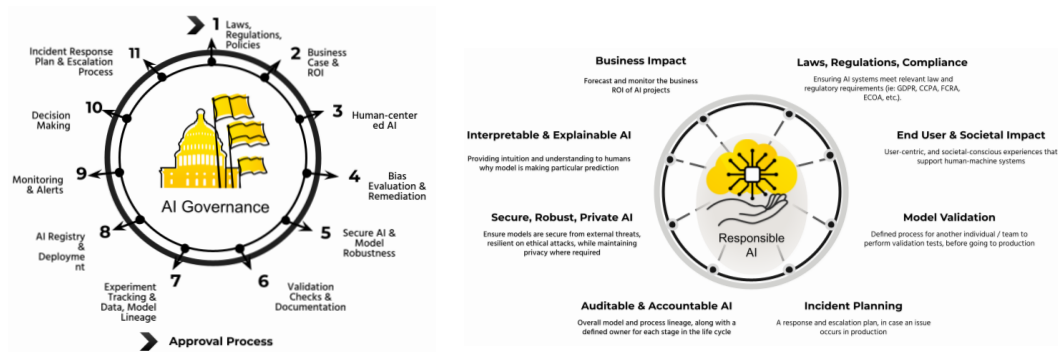 1 Laws,
Regulations,
Policies
2 Business
Case &
ROI
3 Human-center
ed AI
4 Bias
Evaluation &
Remediation
5 Secure AI &
Model
Robustness
6 Validation
Checks &
Documentation
7 Experiment
Tracking &
Data, Model
Lineage
8 AI Registry
&
Deployme
nt
9 Monitoring
& Alerts
10 Decision
Making
11 Incident Response
Plan & Escalation
Process
AI Governance
Approval Process
Business Impact
Forecast and monitor the business
ROI of AI projects
Laws, Regulations, Compliance
Ensuring AI systems meet relevant law and
regulatory requirements (ie: GDPR, CCPA, FCRA,
ECOA, etc,).
Interpretable & Explainable AI
Providing intuition and understanding to humans
why model is making particular prediction
End User & Societal Impact
User-centric, and societal-conscious experiences that
support human-machine systems
Secure, Robust, Private AI
Ensure models are secure from external threats,
resilient on ethical attacks, while maintaining
privacy where required
Model Validation
Defined process for another individual / team to
perform validation tests, before going to production
Responsible
AI
Auditable & Accountable AI
Overall model and process lineage, along with a
defined owner for each stage in the life cycle
Incident Planning
A response and escalation plan, in case an issue
occurs in production